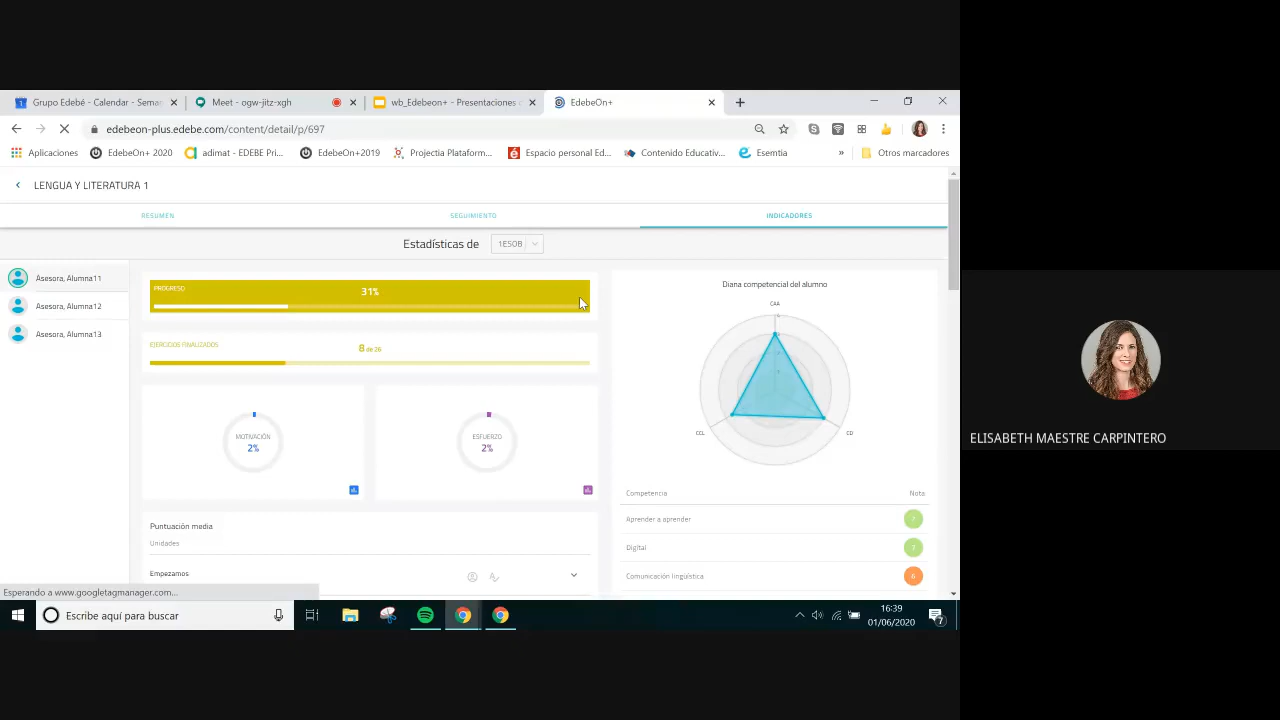 Grupo Edebé - Calendar - Sema
Meet - ogw-jitz-xgh
wb_Edebeon+ - Presentaciones
EdebeOn+
edebeon-plus.edebe.com/content/detail/p/697
Aplicaciones
EdebeOn+ 2020
adimat - EDEBE Pri...
EdebeOn+2019
Projectia Plataform...
Espacio personal Ed...
Contenido Educativ...
Esemtia
»
Otros marcadores
LENGUA Y LITERATURA 1
RESUMEN
SEGUIMIENTO
INDICADORES
Estadísticas de
1ESOB
Asesora, Alumna11
Asesora, Alumna12
Asesora, Alumna13
PROGRESO
31%
EJERCICIOS FINALIZADOS
8 de 26
MOTIVACIÓN
2%
ESFUERZO
2%
Puntuación media
Unidades
Empezamos
Diana competencial del alumno
CAA
CCL
CD
Competencia
Nota
Aprender a aprender
7
Digital
7
Comunicación lingüística
6
Esperando a www.googletagmanager.com...
Escribe aquí para buscar
16:39
01/06/2020
7
ELISABETH MAESTRE CARPINTERO